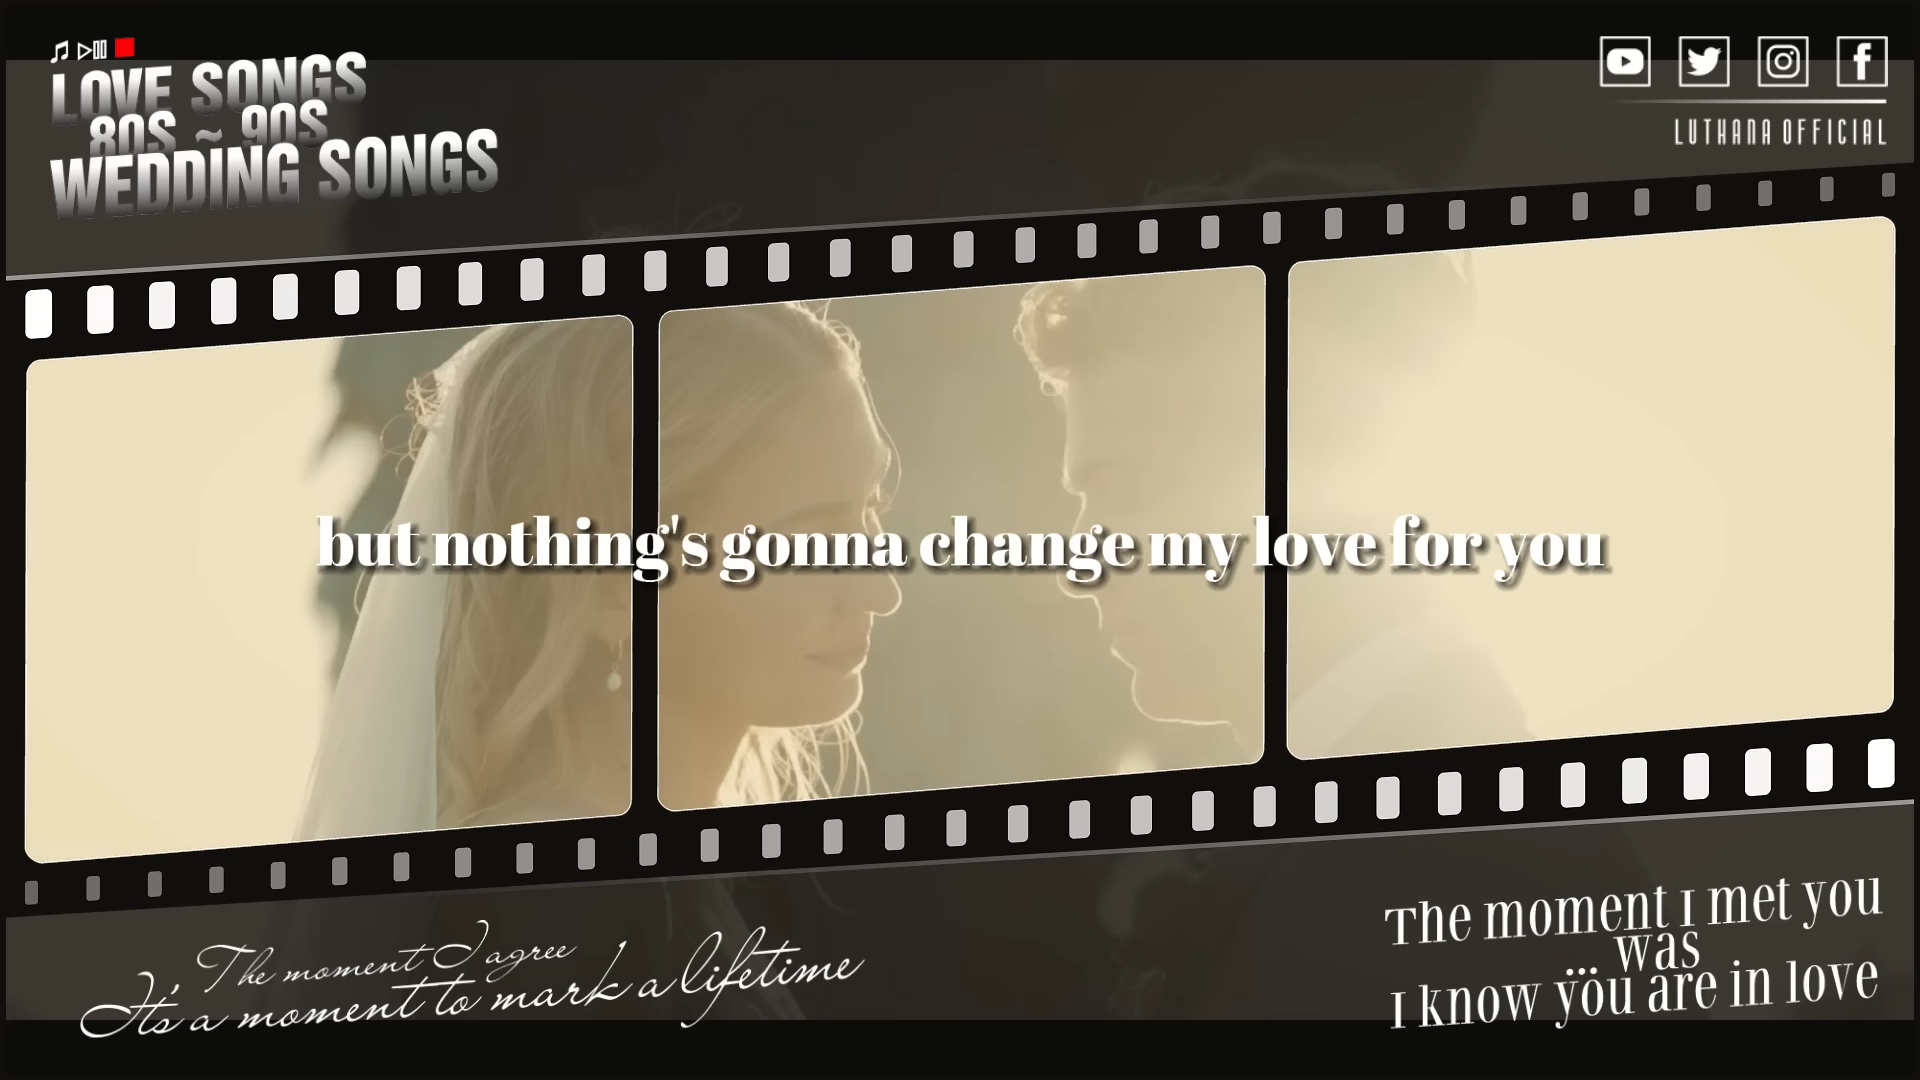 LOVE SONGS
80S ~ 90S
WEDDING SONGS
LUTHANA OFFICIAL
but nothing's gonna change my love for you
The moment I agree
It's a moment to mark a lifetime
The moment I met you
was
I know you are in love